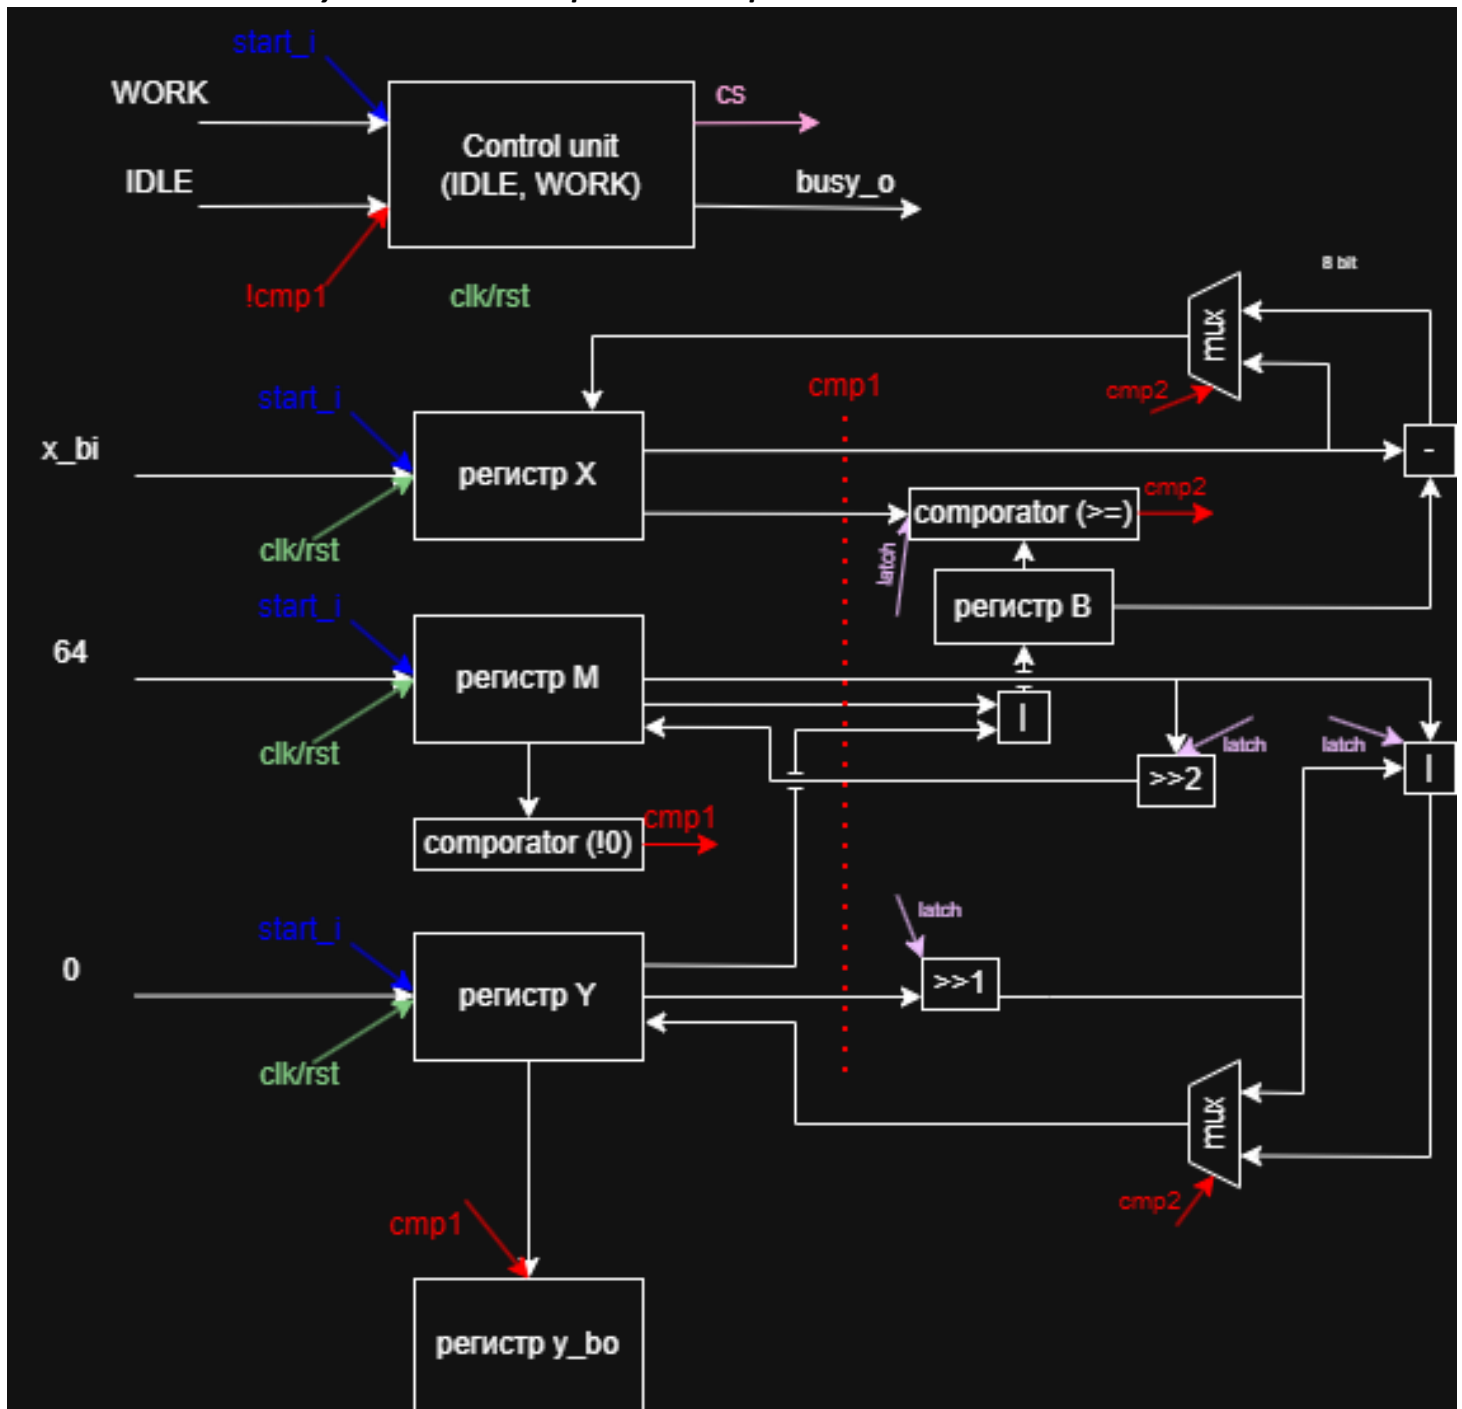 start_i
WORK
cs
Control unit
(IDLE, WORK)
IDLE
busy_o
!cmp1
clk/rst
8 bit
mux
cmp2
start_i
cmp1
x_bi
регистр X
-
cmp2
comporator (>=)
clk/rst
latch
start_i
регистр B
64
регистр M
|
latch
latch
clk/rst
>>2
|
cmp1
comporator (!0)
start_i
latch
0
регистр Y
>>1
clk/rst
mux
cmp2
cmp1
регистр y_bo